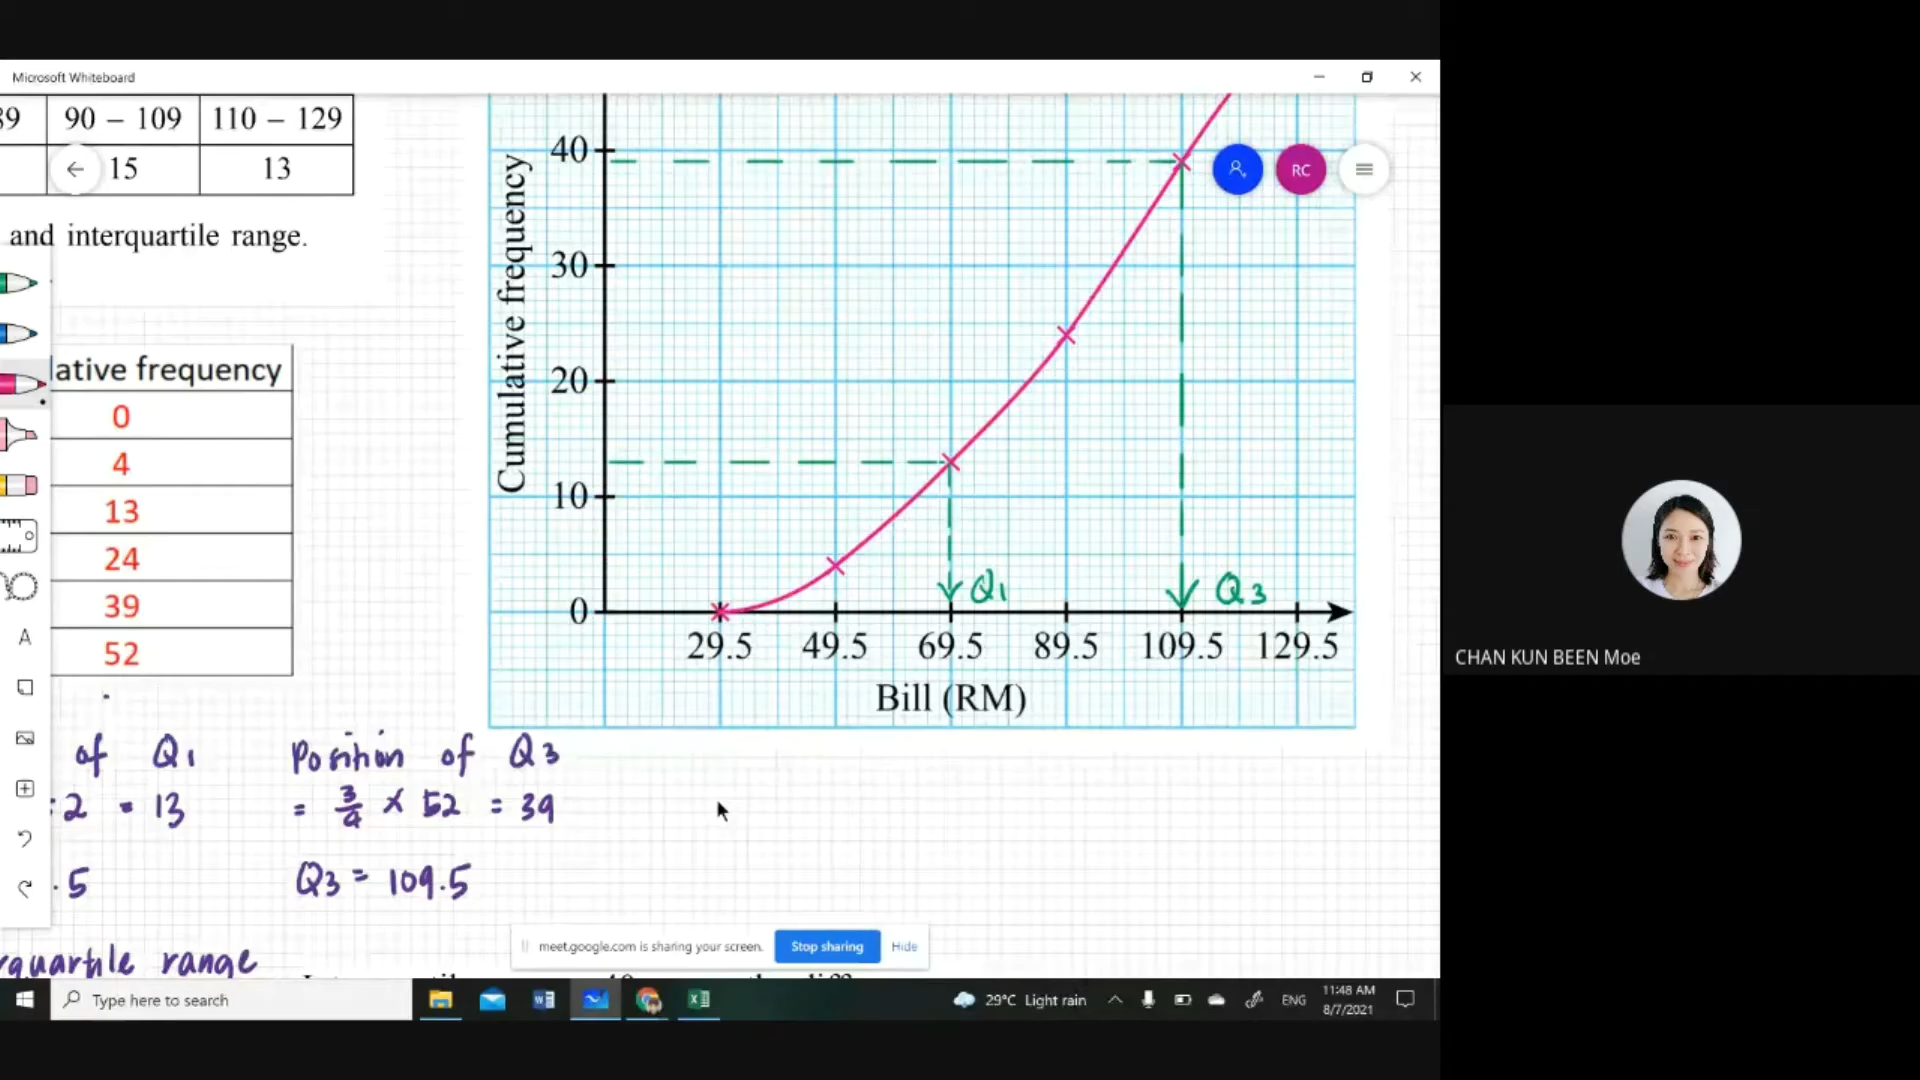 Microsoft Whiteboard
89 90 – 109 110 – 129
15 13
and interquartile range.
lative frequency
0
4
13
24
39
52
Cumulative frequency
40
30
20
10
0
Q1
Q3
29.5 49.5 69.5 89.5 109.5 129.5
Bill (RM)
RC
of Q1
2 = 13
.5
Position of Q3
= 3/4 × 52 = 39
Q3 = 109.5
rquartile range
meet.google.com is sharing your screen. Stop sharing Hide
Type here to search
29°C Light rain
ENG
11:48 AM
8/7/2021
CHAN KUN BEEN Moe